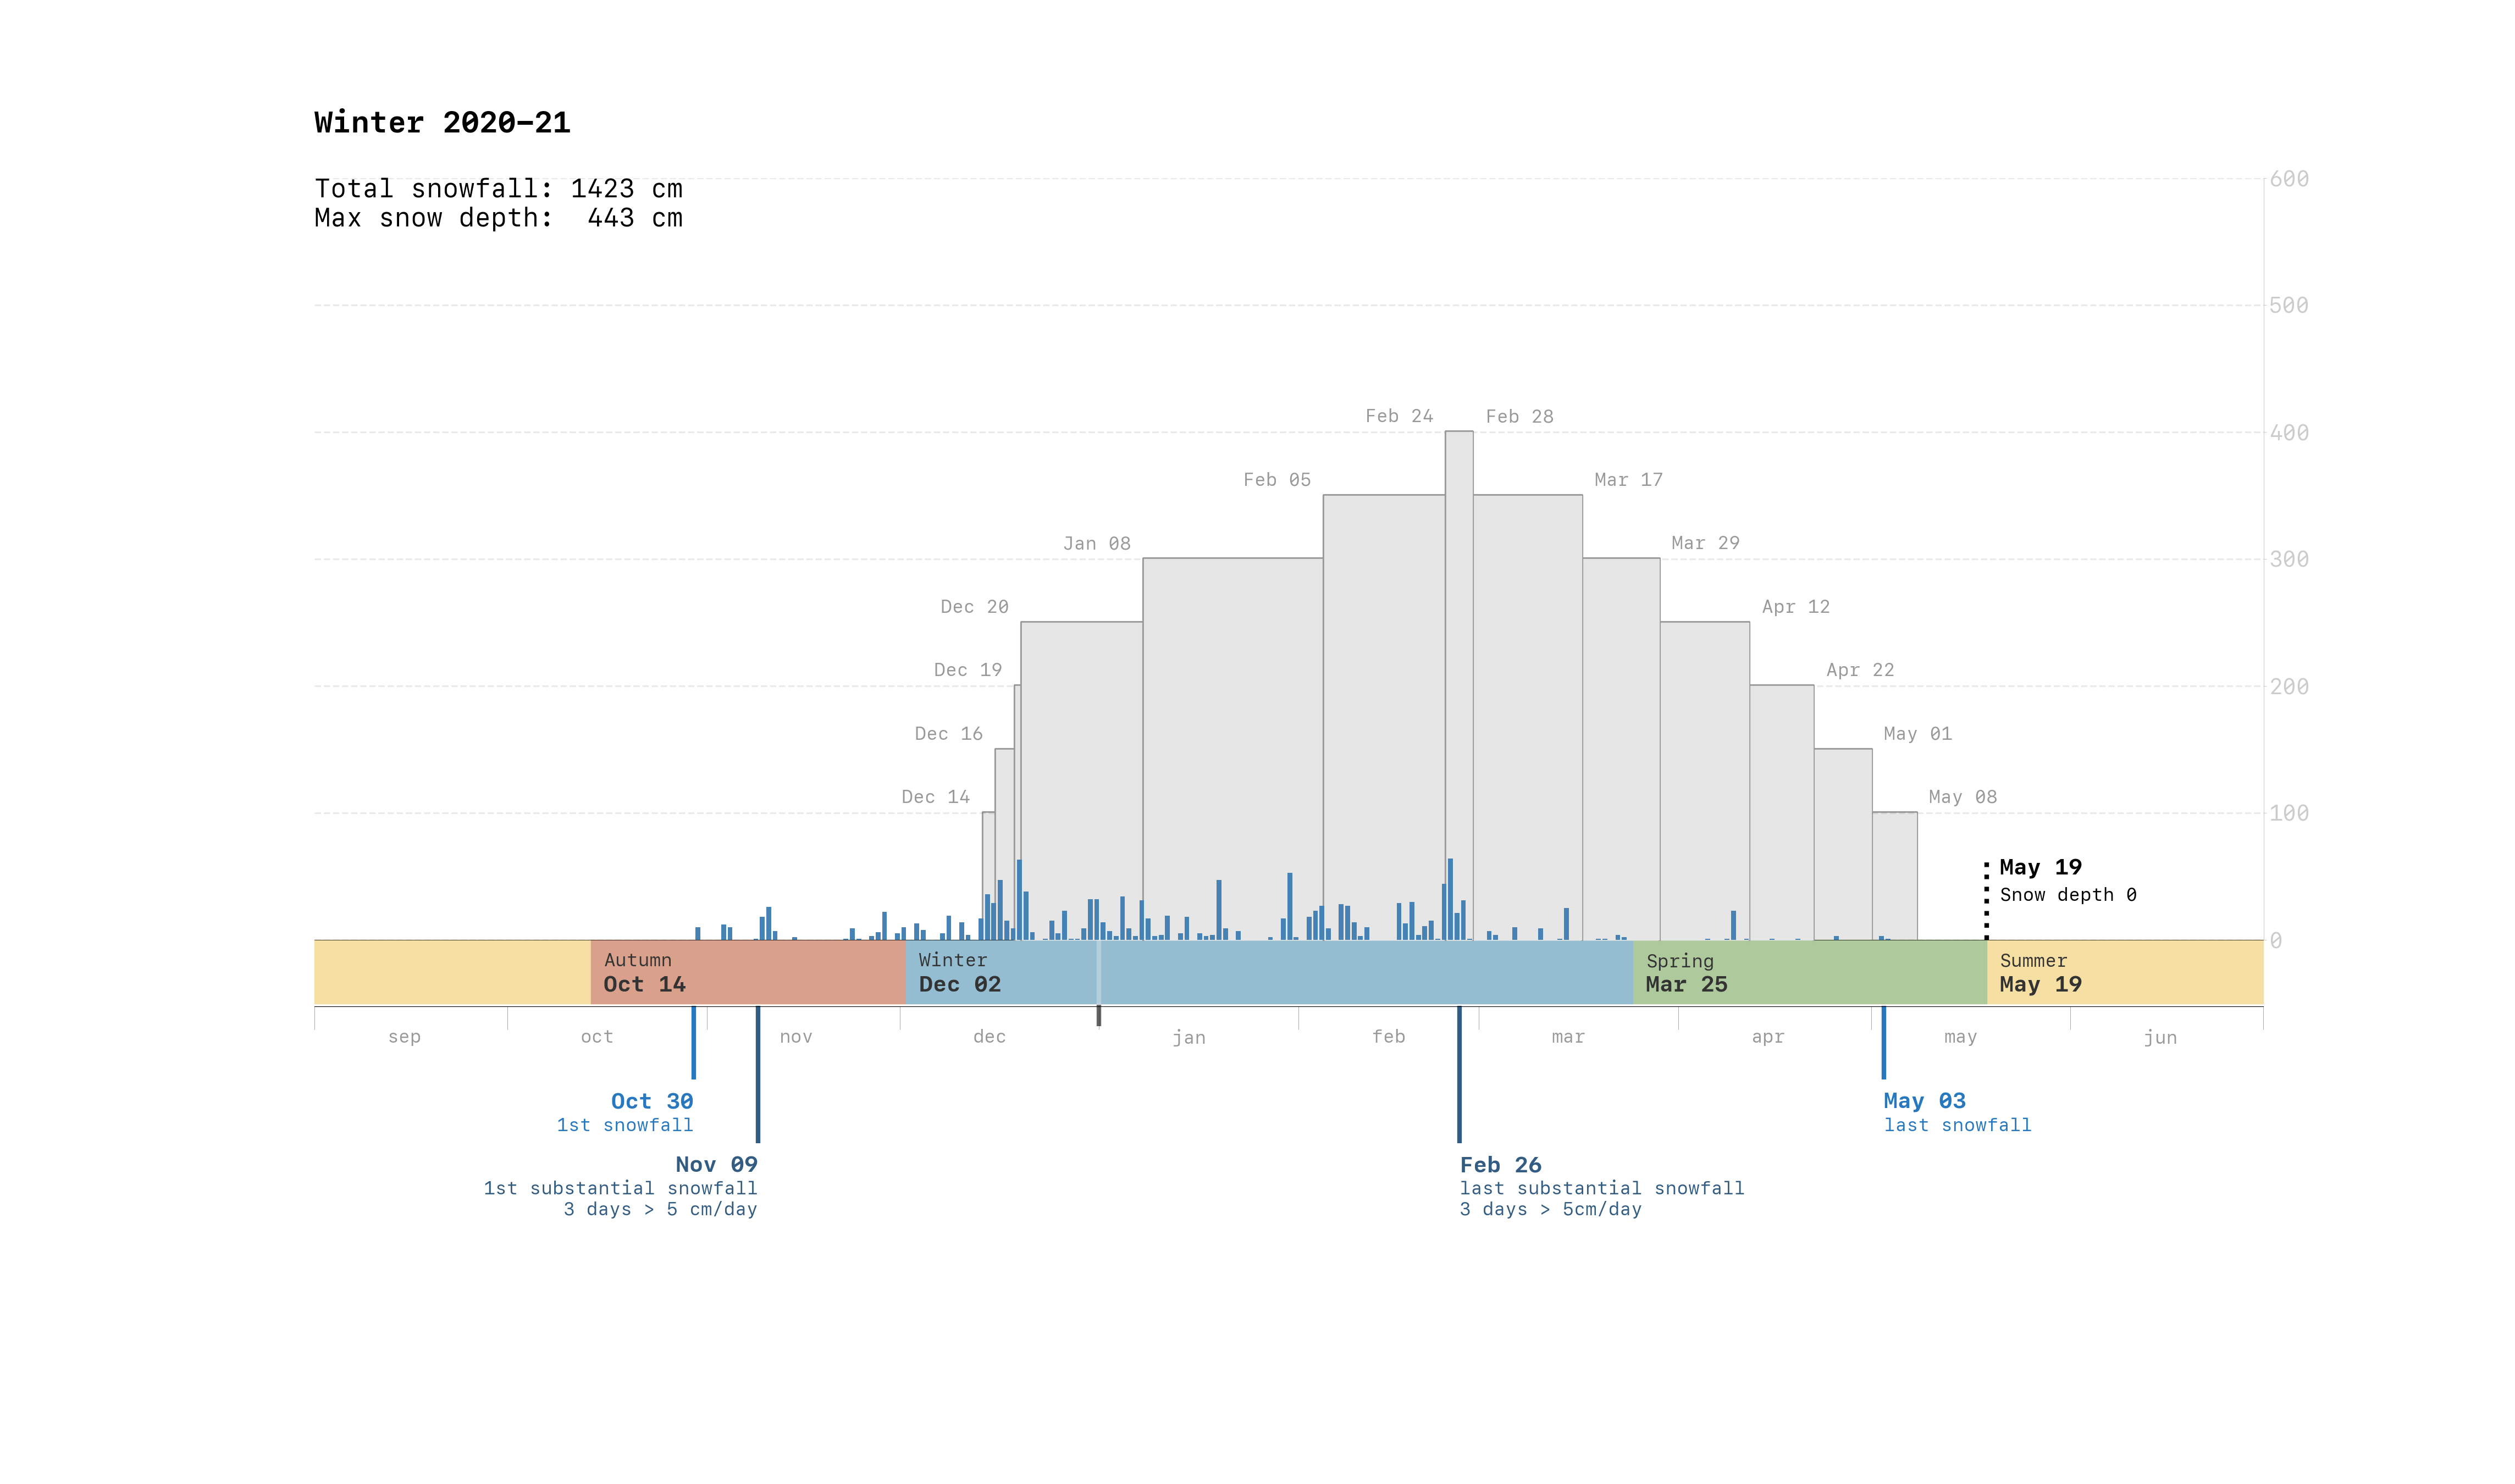 Winter 2020–21
Total snowfall: 1423 cm
Max snow depth: 443 cm
600
500
Feb 24
Feb 28
400
Feb 05
Mar 17
Jan 08
Mar 29
300
Dec 20
Apr 12
Dec 19
Apr 22
200
Dec 16
May 01
Dec 14
May 08
100
May 19
Snow depth 0
0
Autumn
Oct 14
Winter
Dec 02
Spring
Mar 25
Summer
May 19
sep
oct
nov
dec
jan
feb
mar
apr
may
jun
Oct 30
1st snowfall
May 03
last snowfall
Nov 09
1st substantial snowfall
3 days > 5 cm/day
Feb 26
last substantial snowfall
3 days > 5cm/day